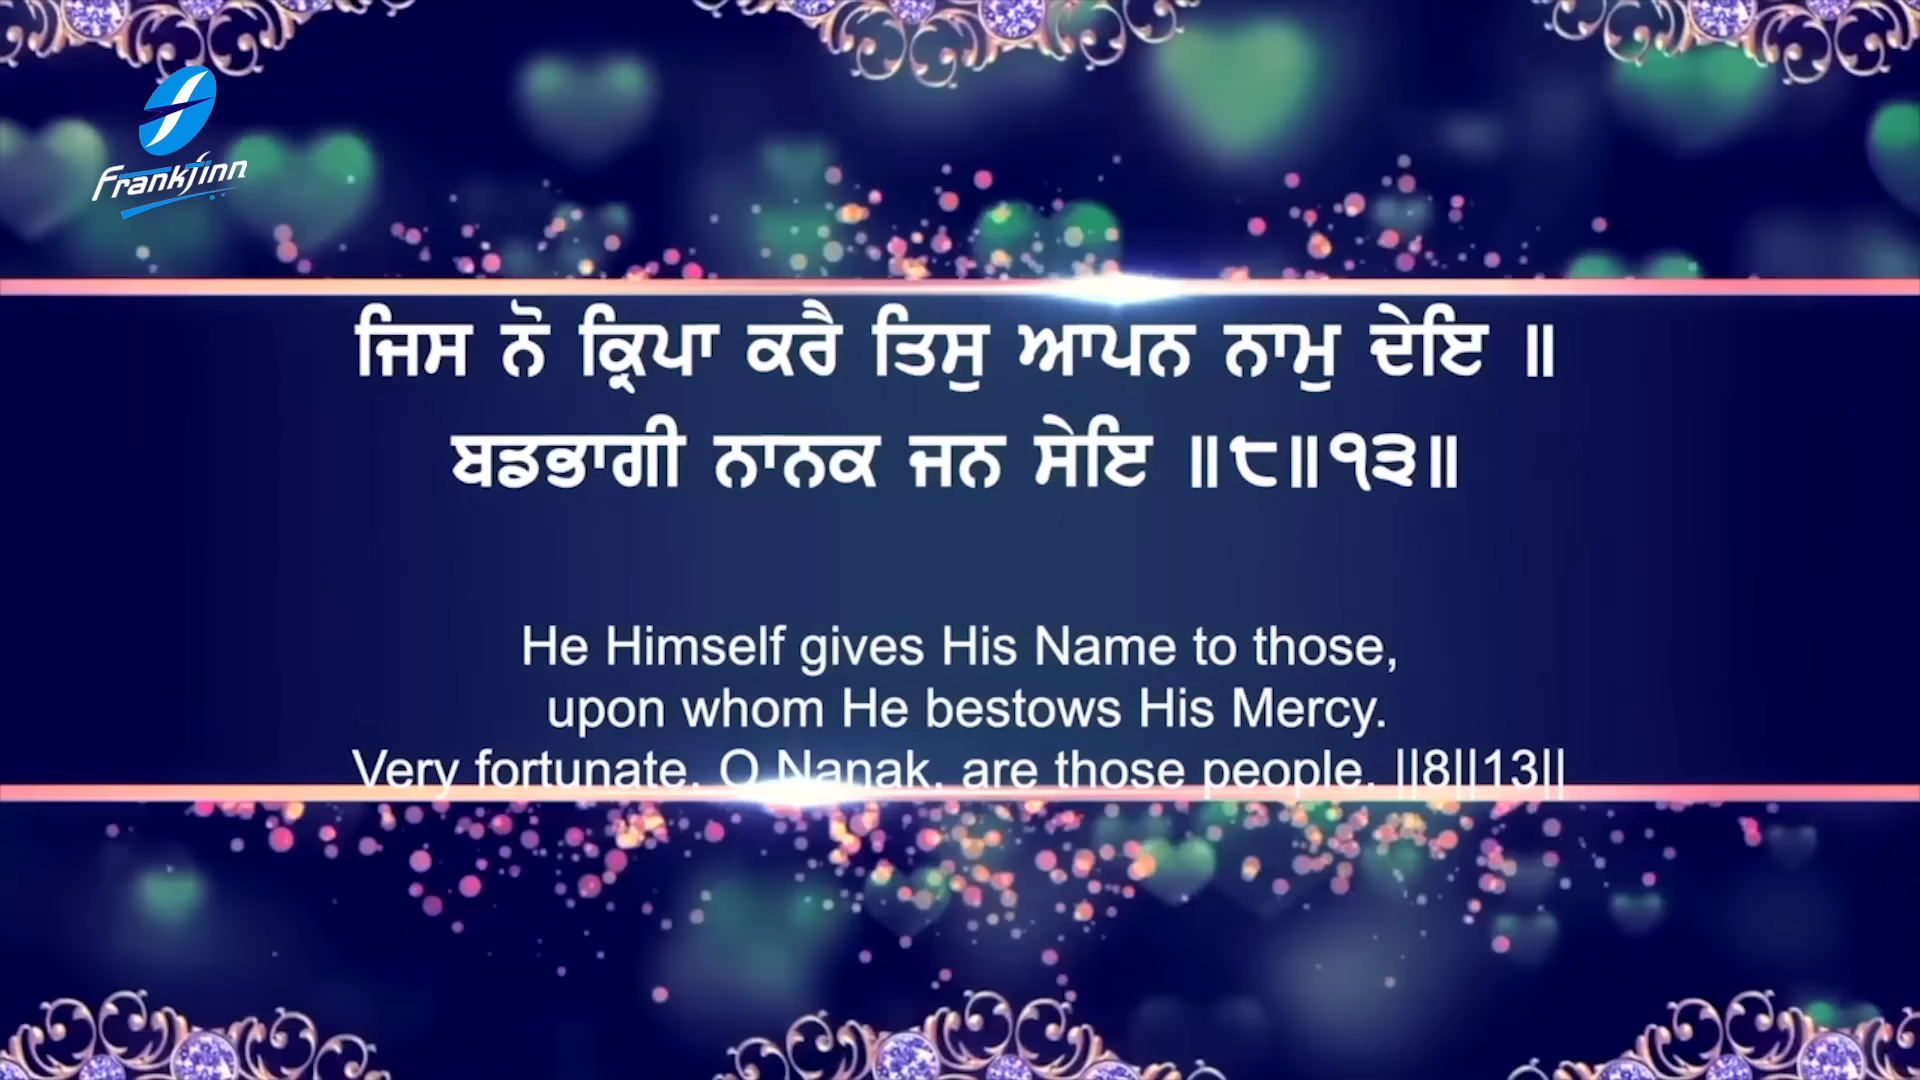 Frankfinn
ਜਿਸ ਨੋ ਕ੍ਰਿਪਾ ਕਰੈ ਤਿਸੁ ਆਪਨ ਨਾਮੁ ਦੇਇ ॥
ਬਡਭਾਗੀ ਨਾਨਕ ਜਨ ਸੇਇ ॥੮॥੧੩॥
He Himself gives His Name to those,
upon whom He bestows His Mercy.
Very fortunate, O Nanak, are those people. ||8||13||